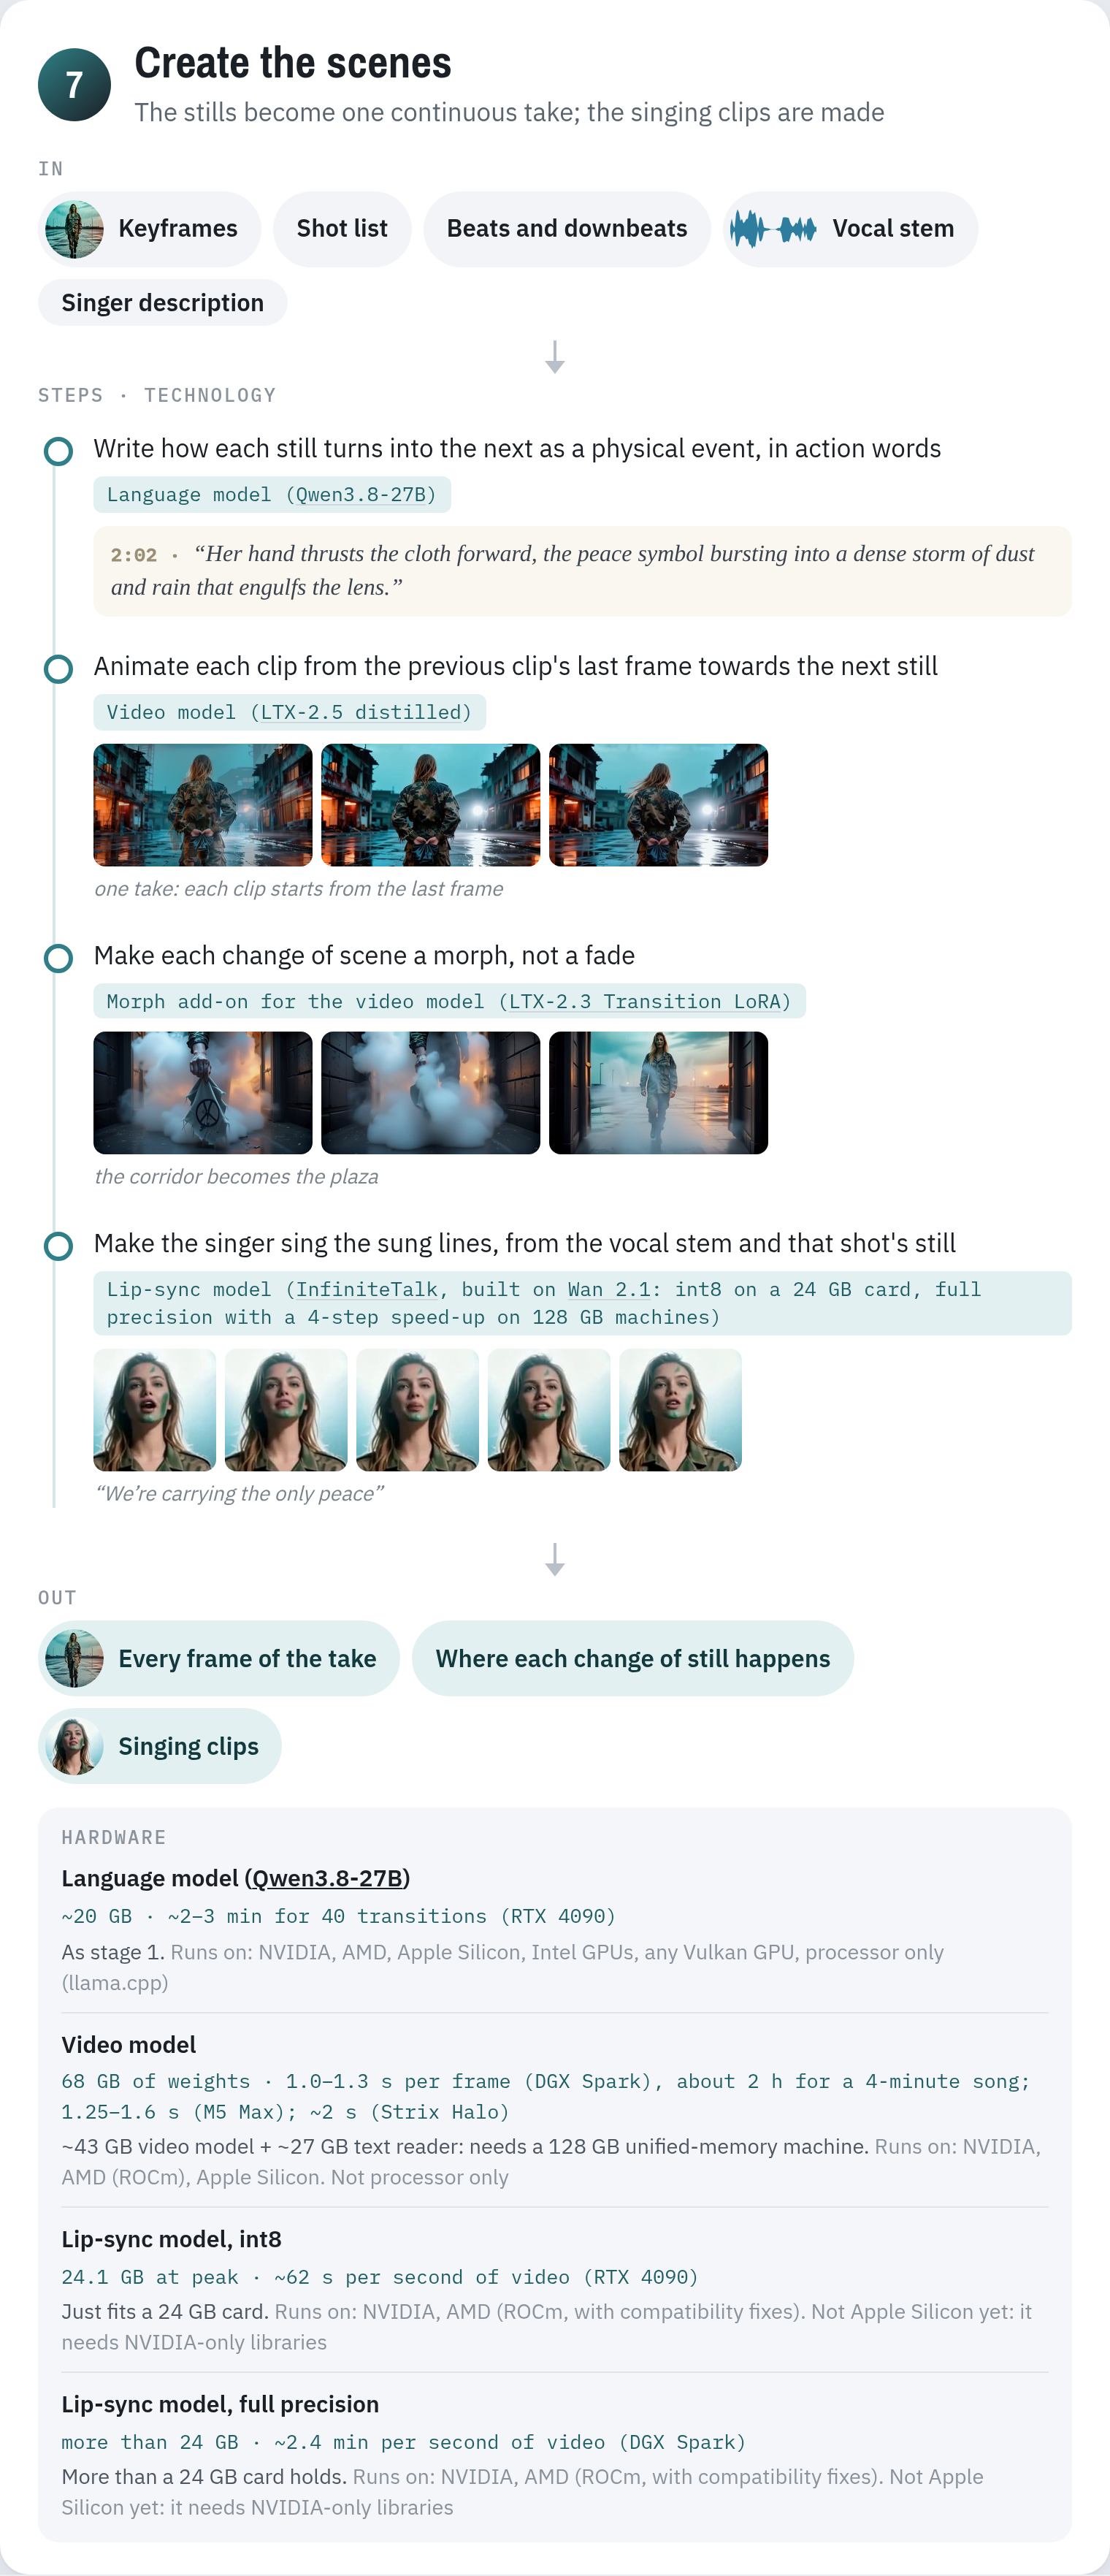 7
Create the scenes
The stills become one continuous take; the singing clips are made
IN
Keyframes
Shot list
Beats and downbeats
Vocal stem
Singer description
STEPS · TECHNOLOGY
Write how each still turns into the next as a physical event, in action words
Language model (Qwen3.8-27B)
2:02 · “Her hand thrusts the cloth forward, the peace symbol bursting into a dense storm of dust
and rain that engulfs the lens.”
Animate each clip from the previous clip's last frame towards the next still
Video model (LTX-2.5 distilled)
one take: each clip starts from the last frame
Make each change of scene a morph, not a fade
Morph add-on for the video model (LTX-2.3 Transition LoRA)
the corridor becomes the plaza
Make the singer sing the sung lines, from the vocal stem and that shot's still
Lip-sync model (InfiniteTalk, built on Wan 2.1: int8 on a 24 GB card, full
precision with a 4-step speed-up on 128 GB machines)
“We’re carrying the only peace”
OUT
Every frame of the take
Where each change of still happens
Singing clips
HARDWARE
Language model (Qwen3.8-27B)
~20 GB · ~2–3 min for 40 transitions (RTX 4090)
As stage 1. Runs on: NVIDIA, AMD, Apple Silicon, Intel GPUs, any Vulkan GPU, processor only
(llama.cpp)
Video model
68 GB of weights · 1.0–1.3 s per frame (DGX Spark), about 2 h for a 4-minute song;
1.25–1.6 s (M5 Max); ~2 s (Strix Halo)
~43 GB video model + ~27 GB text reader: needs a 128 GB unified-memory machine. Runs on: NVIDIA,
AMD (ROCm), Apple Silicon. Not processor only
Lip-sync model, int8
24.1 GB at peak · ~62 s per second of video (RTX 4090)
Just fits a 24 GB card. Runs on: NVIDIA, AMD (ROCm, with compatibility fixes). Not Apple Silicon yet: it
needs NVIDIA-only libraries
Lip-sync model, full precision
more than 24 GB · ~2.4 min per second of video (DGX Spark)
More than a 24 GB card holds. Runs on: NVIDIA, AMD (ROCm, with compatibility fixes). Not Apple
Silicon yet: it needs NVIDIA-only libraries